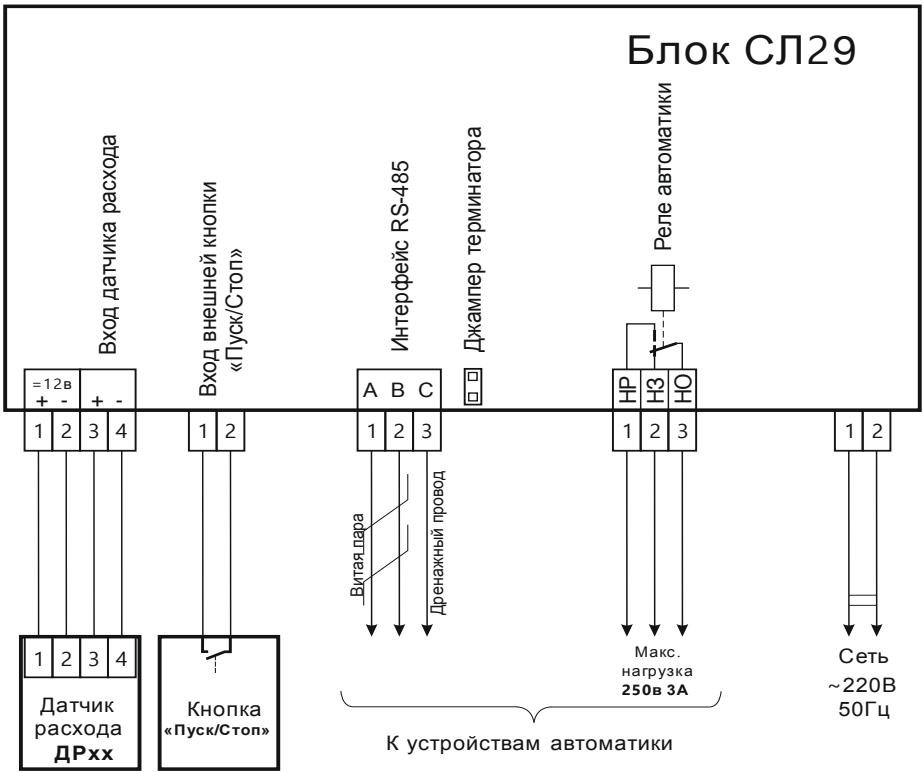 Блок СЛ29
Вход датчика расхода
Вход внешней кнопки
«Пуск/Стоп»
Интерфейс RS-485
Джампер терминатора
Реле автоматики
=12в
+ - + -
A B C
НР НЗ НО
1 2 3 4
1 2
1 2 3
1 2 3
1 2
Витая пара
Дренажный провод
1 2 3 4
Датчик
расхода
ДРхх
Кнопка
«Пуск/Стоп»
Макс.
нагрузка
250в 3А
К устройствам автоматики
Сеть
~220В
50Гц